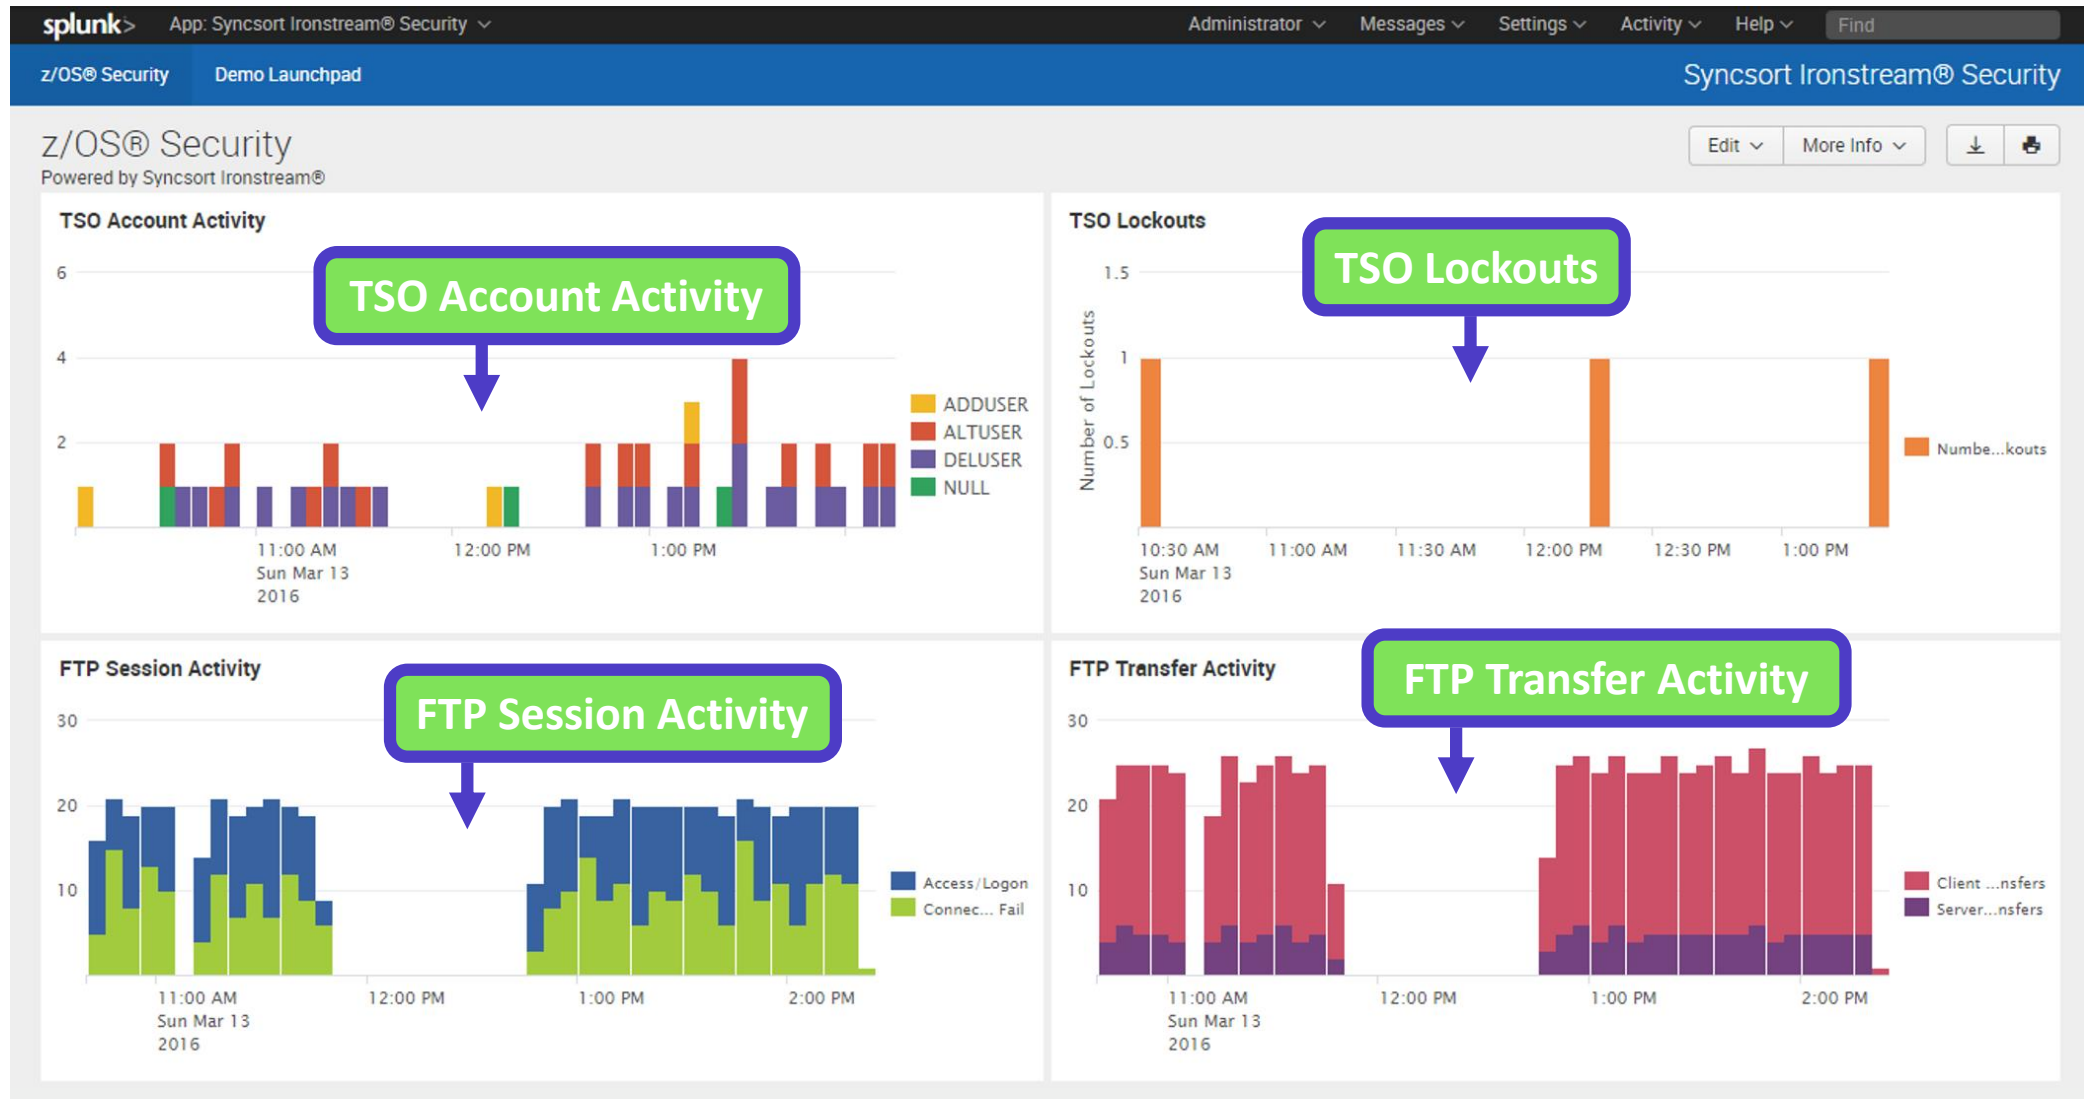 splunk> App: Syncsort Ironstream® Security Administrator Messages Settings Activity Help Find
z/OS® Security Demo Launchpad Syncsort Ironstream® Security
z/OS® Security
Powered by Syncsort Ironstream®
Edit More Info
TSO Account Activity
TSO Account Activity
6
4
2
ADDUSER
ALTUSER
DELUSER
NULL
11:00 AM 12:00 PM 1:00 PM
Sun Mar 13
2016
TSO Lockouts
TSO Lockouts
1.5
1
0.5
Number of Lockouts
Numbe...kouts
10:30 AM 11:00 AM 11:30 AM 12:00 PM 12:30 PM 1:00 PM
Sun Mar 13
2016
FTP Session Activity
FTP Session Activity
30
20
10
Access/Logon
Connec... Fail
11:00 AM 12:00 PM 1:00 PM 2:00 PM
Sun Mar 13
2016
FTP Transfer Activity
FTP Transfer Activity
30
20
10
Client ...nsfers
Server...nsfers
11:00 AM 12:00 PM 1:00 PM 2:00 PM
Sun Mar 13
2016